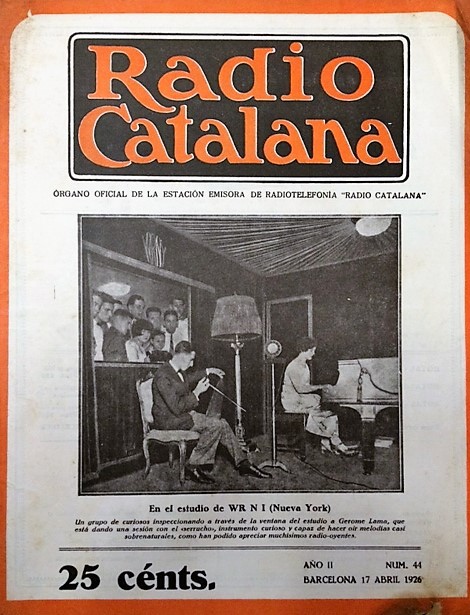 Radio
Catalana
ÓRGANO OFICIAL DE LA ESTACIÓN EMISORA DE RADIOTELEFONÍA "RADIO CATALANA"
En el estudio de WR N I (Nueva York)
Un grupo de curiosos inspeccionando a través de la ventana del estudio a Gerome Lama, que
está dando una sesión con el «serrucho», instrumento curioso y capaz de hacer oír melodías casi
sobrenaturales, como han podido apreciar muchísimos radio-oyentes.
25 cénts.
AÑO II NUM. 44
BARCELONA 17 ABRIL 1926